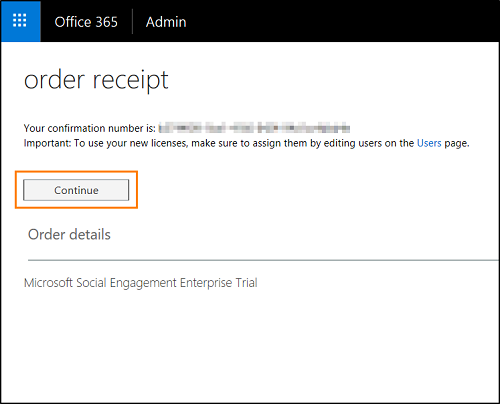 Office 365 Admin
order receipt
Your confirmation number is:
Important: To use your new licenses, make sure to assign them by editing users on the Users page.
Continue
Order details
Microsoft Social Engagement Enterprise Trial